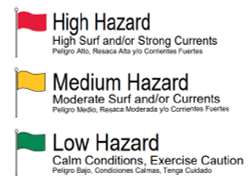 High Hazard
High Surf and/or Strong Currents
Peligro Alto, Resaca Alta y/o Corrientes Fuertes
Medium Hazard
Moderate Surf and/or Currents
Peligro Medio, Resaca Moderada y/o Corrientes Fuertes
Low Hazard
Calm Conditions, Exercise Caution
Peligro Bajo, Condiciones Calmas, Tenga Cuidado